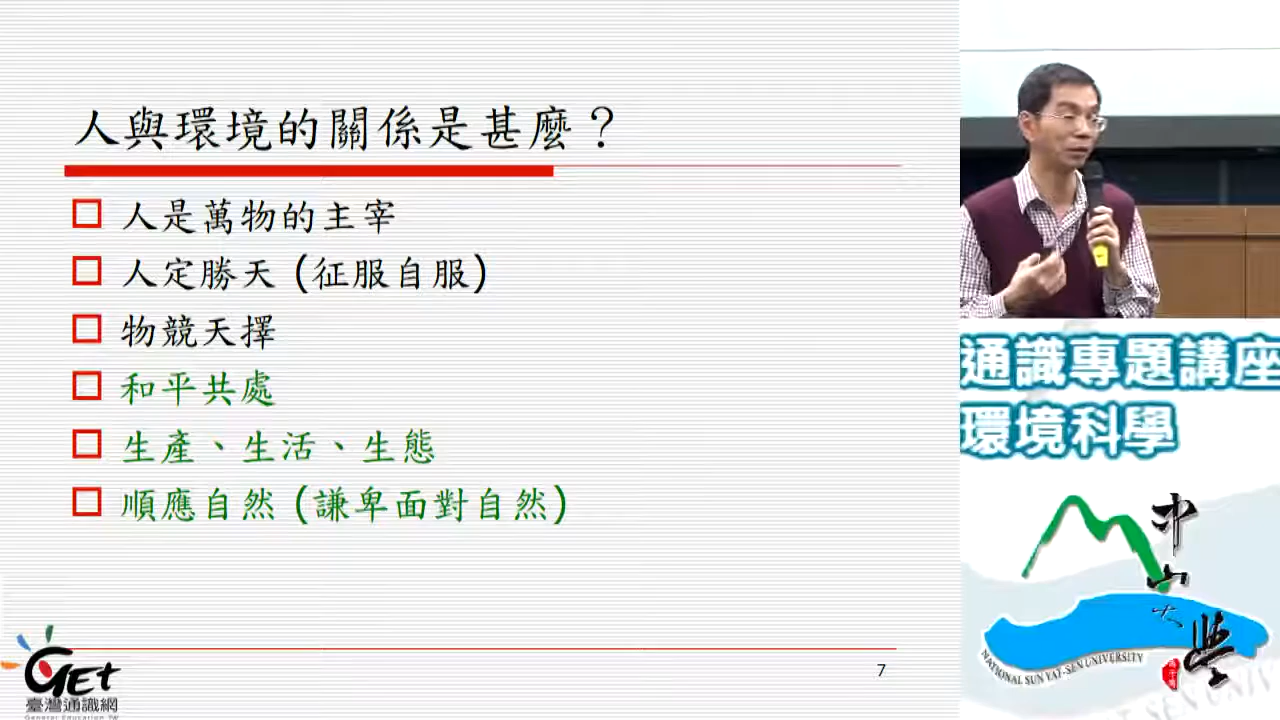 人與環境的關係是甚麼？
人是萬物的主宰
人定勝天 (征服自服)
物競天擇
和平共處
生產、生活、生態
順應自然 (謙卑面對自然)
7
GET
臺灣通識網
General Education TW
通識專題講座
環境科學
中山大學
NATIONAL SUN YAT-SEN UNIVERSITY